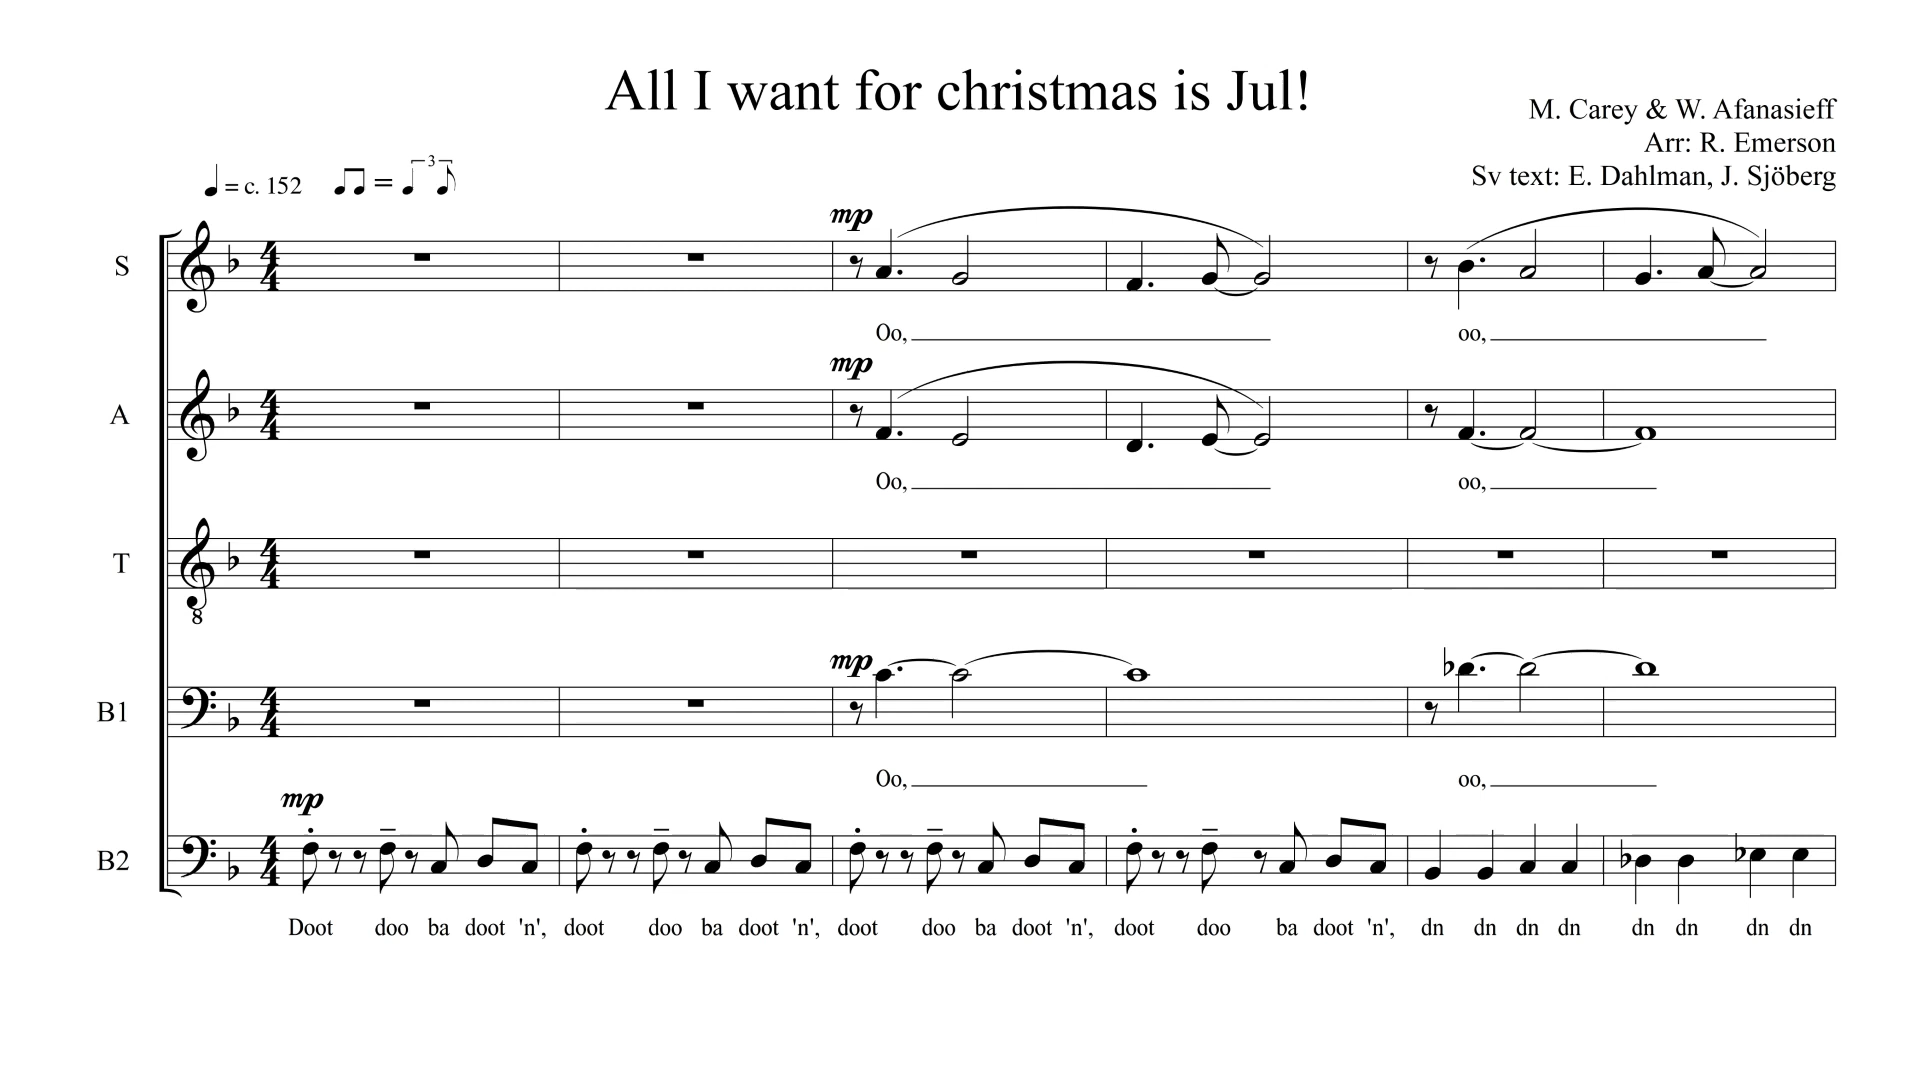 All I want for christmas is Jul!
M. Carey & W. Afanasieff
Arr: R. Emerson
Sv text: E. Dahlman, J. Sjöberg
= c. 152 = 3
mp
S
Oo, oo,
mp
A
Oo, oo,
T
8
mp
B1
Oo, oo,
mp
B2
Doot doo ba doot 'n', doot doo ba doot 'n', doot doo ba doot 'n', doot doo ba doot 'n', dn dn dn dn dn dn dn dn